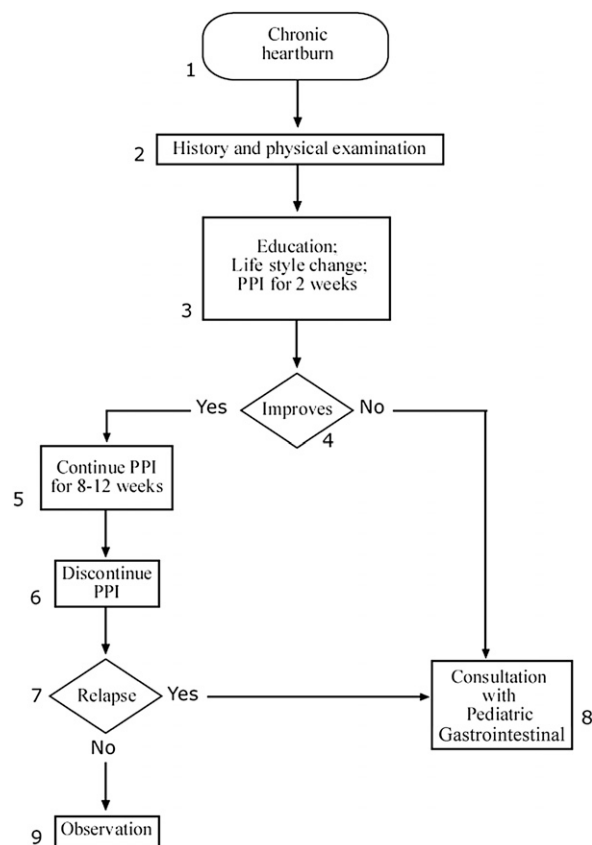 Chronic
heartburn
1
2
History and physical examination
Education;
Life style change;
PPI for 2 weeks
3
Yes
Improves
No
4
Continue PPI
for 8-12 weeks
5
Discontinue
PPI
6
7
Relapse
Yes
Consultation
with
Pediatric
Gastrointestinal
8
No
9
Observation